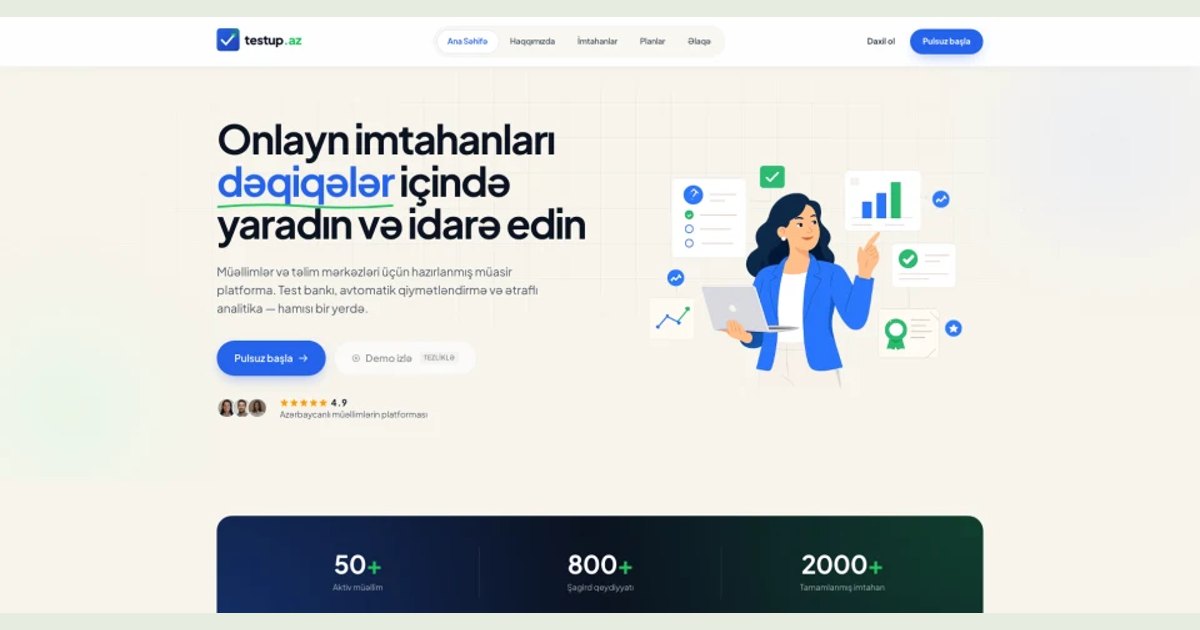 testup.az
Ana Səhifə
Haqqımızda
İmtahanlar
Planlar
Əlaqə
Daxil ol
Pulsuz başla
Onlayn imtahanları
dəqiqələr içində
yaradın və idarə edin
Müəllimlər və təlim mərkəzləri üçün hazırlanmış müasir
platforma. Test bankı, avtomatik qiymətləndirmə və ətraflı
analitika — hamısı bir yerdə.
Pulsuz başla →
Demo izlə TEZLİKLƏ
★★★★★ 4.9
Azərbaycanlı müəllimlərin platforması
50+
Aktiv müəllim
800+
Şagird qeydiyyatı
2000+
Tamamlanmış imtahan